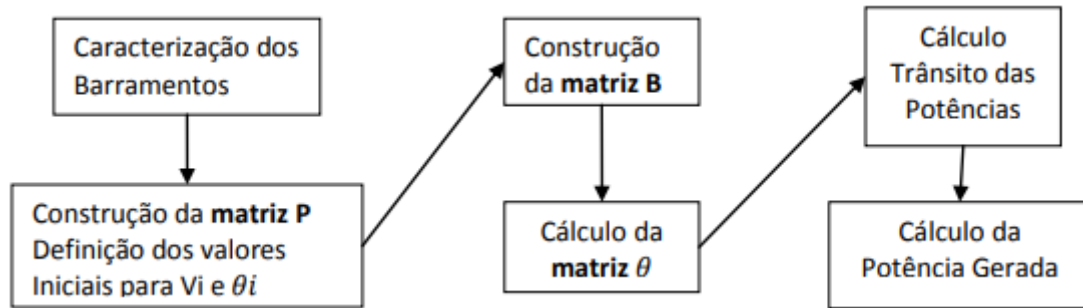 Caracterização dos
Barramentos
Construção da matriz P
Definição dos valores
Iniciais para Vi e θi
Construção
da matriz B
Cálculo da
matriz θ
Cálculo
Trânsito das
Potências
Cálculo da
Potência Gerada